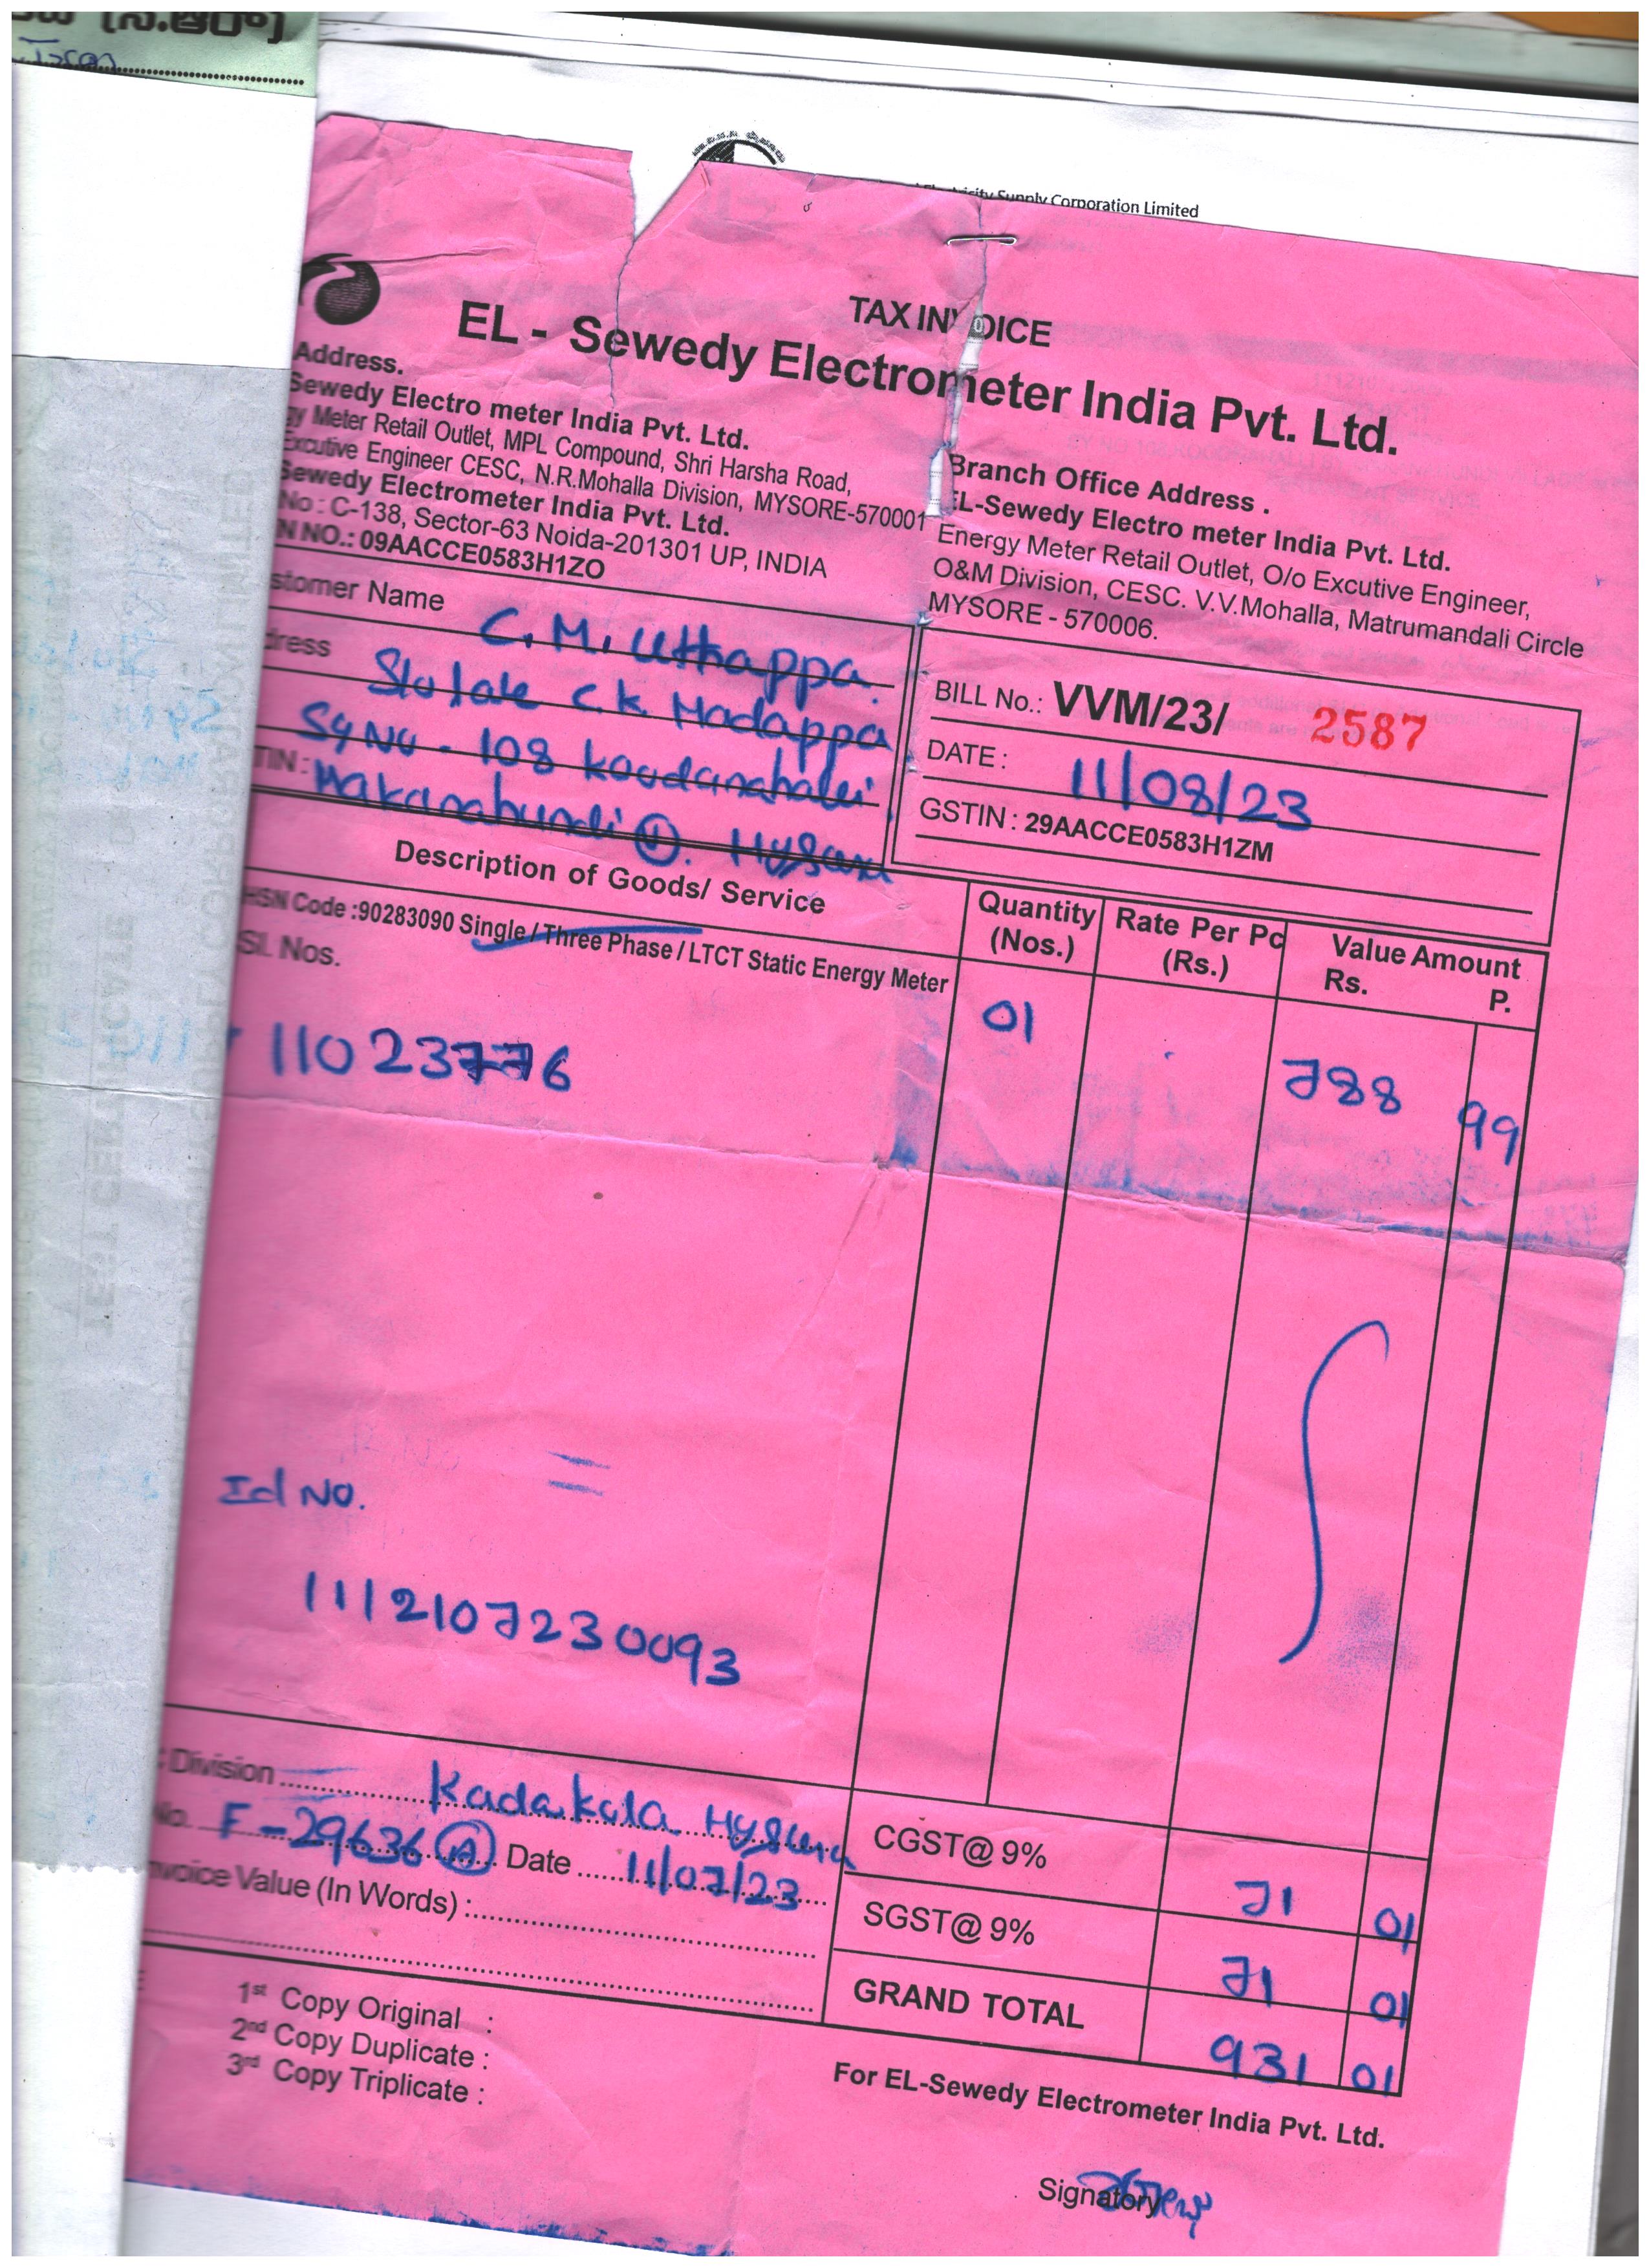 (ಸಿ.ಆರ್)
Supply Corporation Limited
TAX INVOICE
EL - Sewedy Electrometer India Pvt. Ltd.
Address.
Sewedy Electro meter India Pvt. Ltd.
gy Meter Retail Outlet, MPL Compound, Shri Harsha Road,
Excutive Engineer CESC, N.R.Mohalla Division, MYSORE-570001
Sewedy Electrometer India Pvt. Ltd.
No : C-138, Sector-63 Noida-201301 UP, INDIA
N NO.: 09AACCE0583H1ZO
Branch Office Address .
EL-Sewedy Electro meter India Pvt. Ltd.
Energy Meter Retail Outlet, O/o Excutive Engineer,
O&M Division, CESC. V.V.Mohalla, Matrumandali Circle
MYSORE - 570006.
stomer Name C. M. Uthappa.
dress S/o late C.K. Madappa
Sy No - 108 Koodanahalli
TIN :
BILL No.: VVM/23/ 2587
DATE : 11/08/23
GSTIN : 29AACCE0583H1ZM
Description of Goods/ Service
Quantity (Nos.)
Rate Per Pc (Rs.)
Value Amount
Rs. P.
HSN Code :90283090 Single / Three Phase / LTCT Static Energy Meter
Sl. Nos.
01
11023776
788 99
Id No.
1112107230093
Division Kadakola Mysore
No. F-29636 (A) Date 11/07/23
nvoice Value (In Words) :
CGST@ 9% 71 01
SGST@ 9% 71 01
GRAND TOTAL 931 01
1st Copy Original :
2nd Copy Duplicate :
3rd Copy Triplicate :
For EL-Sewedy Electrometer India Pvt. Ltd.
Signatory